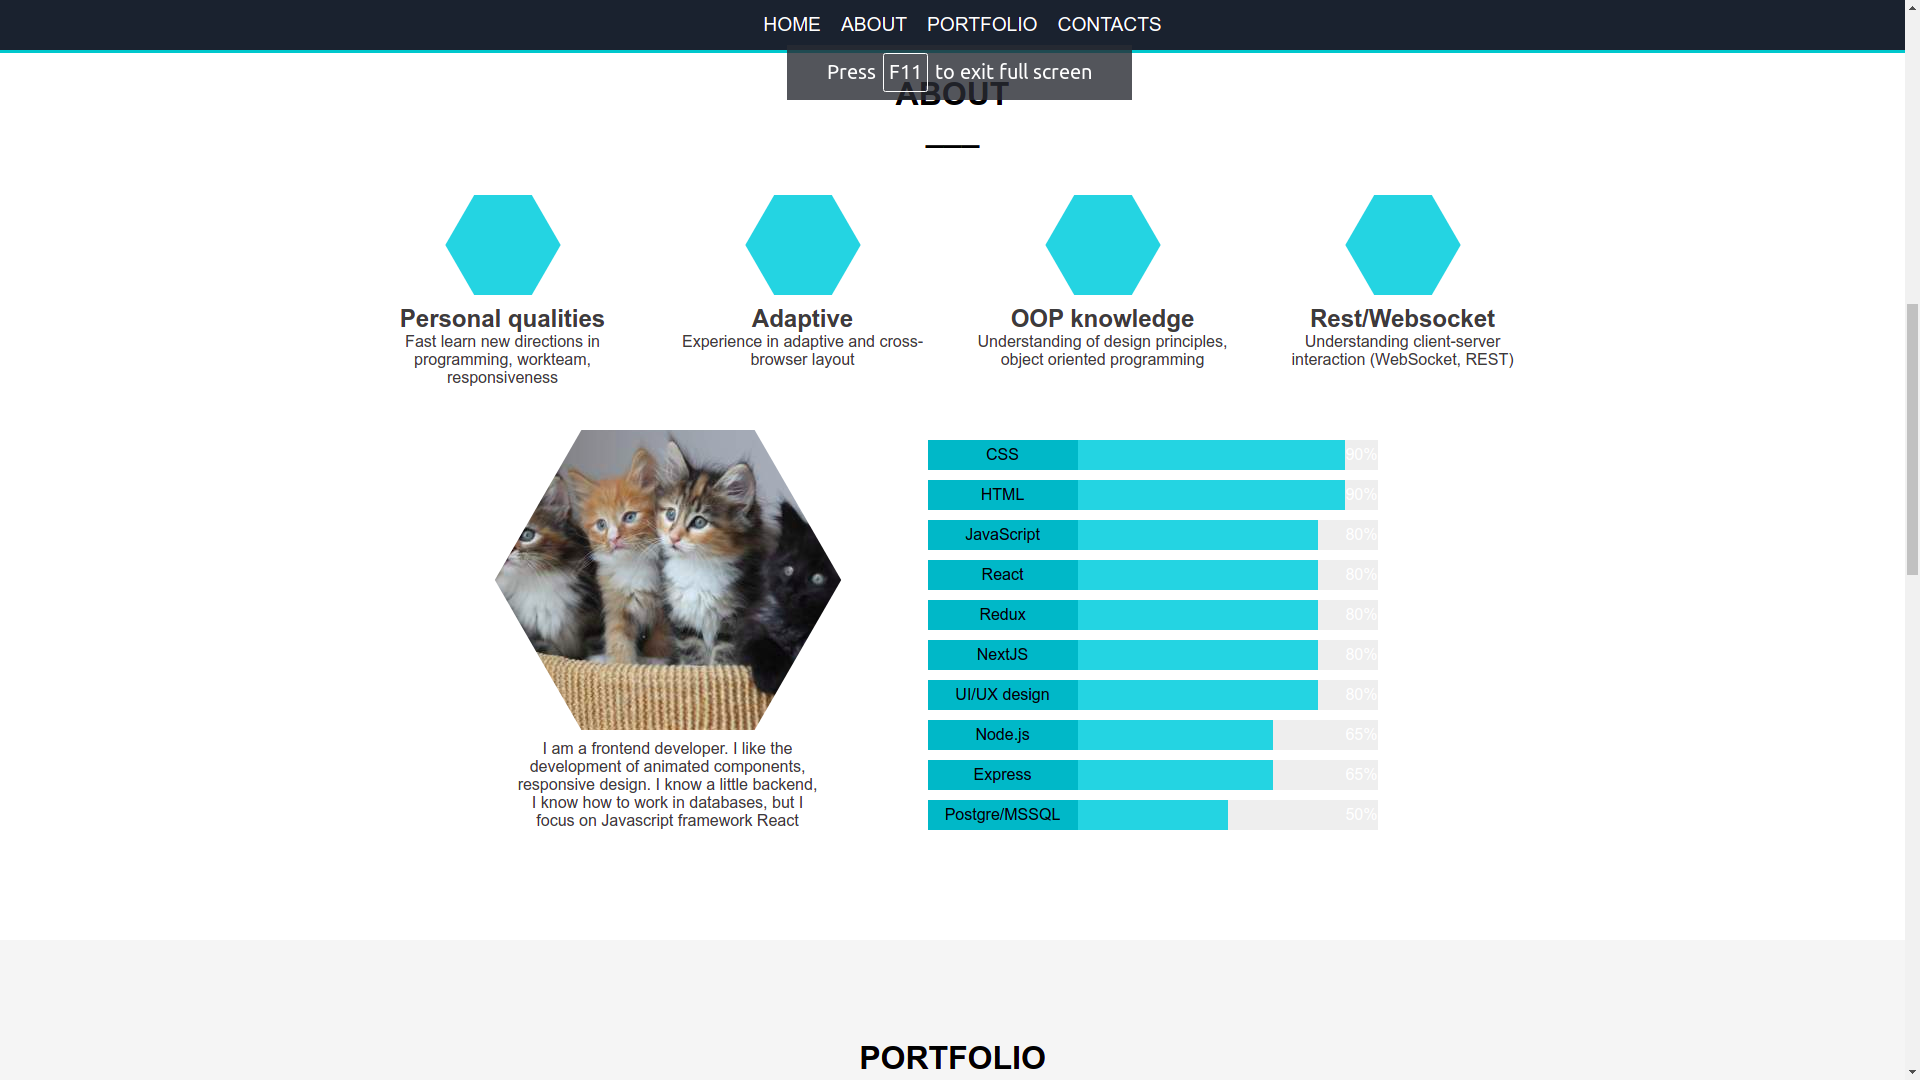 HOME ABOUT PORTFOLIO CONTACTS
Press F11 to exit full screen
ABOUT
Personal qualities
Fast learn new directions in
programming, workteam,
responsiveness
Adaptive
Experience in adaptive and cross-
browser layout
OOP knowledge
Understanding of design principles,
object oriented programming
Rest/Websocket
Understanding client-server
interaction (WebSocket, REST)
I am a frontend developer. I like the
development of animated components,
responsive design. I know a little backend,
I know how to work in databases, but I
focus on Javascript framework React
CSS 90%
HTML 90%
JavaScript 80%
React 80%
Redux 80%
NextJS 80%
UI/UX design 80%
Node.js 65%
Express 65%
Postgre/MSSQL 50%
PORTFOLIO